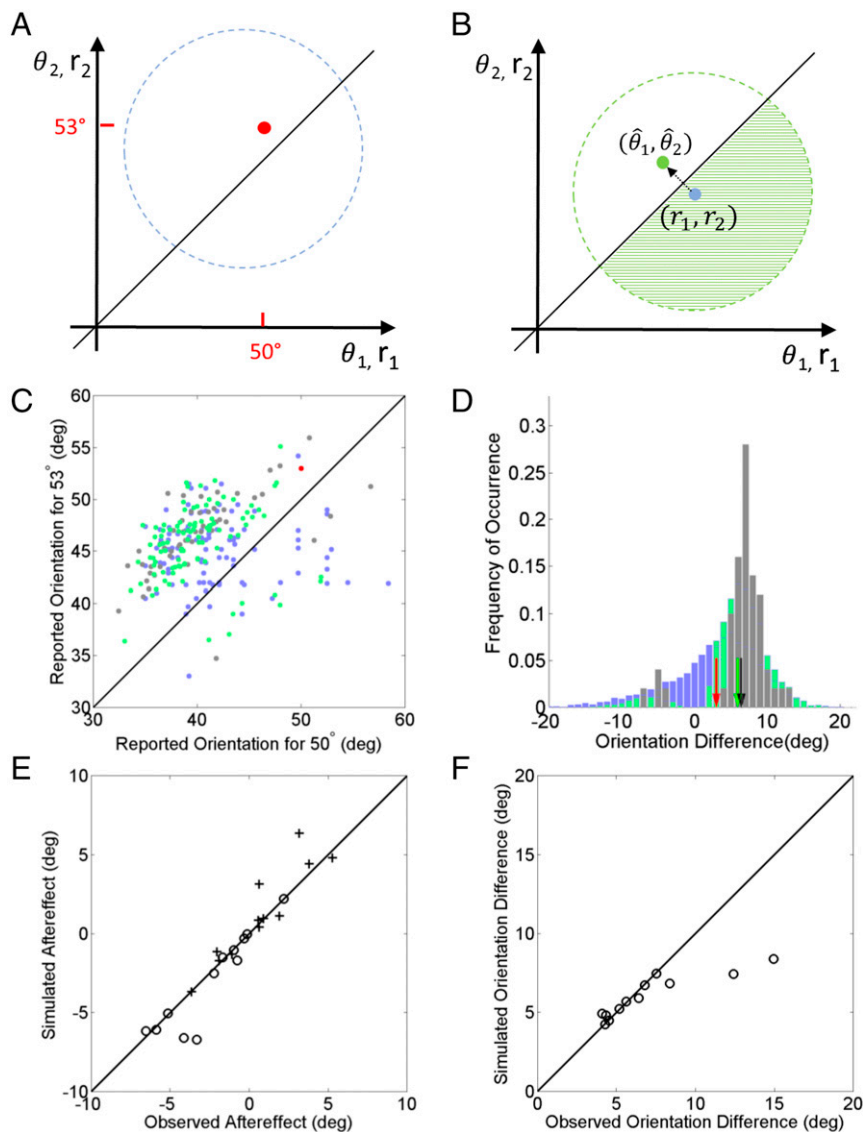 A
θ₂, r₂
53°
50°
θ₁, r₁
B
θ₂, r₂
(θ̂₁, θ̂₂)
(r₁, r₂)
θ₁, r₁
C
Reported Orientation for 53° (deg)
60
55
50
45
40
35
30
30 40 50 60
Reported Orientation for 50° (deg)
D
Frequency of Occurrence
0.3
0.25
0.2
0.15
0.1
0.05
0
-20 -10 0 10 20
Orientation Difference(deg)
E
Simulated Aftereffect (deg)
10
5
0
-5
-10
-10 -5 0 5 10
Observed Aftereffect (deg)
F
Simulated Orientation Difference (deg)
20
15
10
5
0
0 5 10 15 20
Observed Orientation Difference (deg)